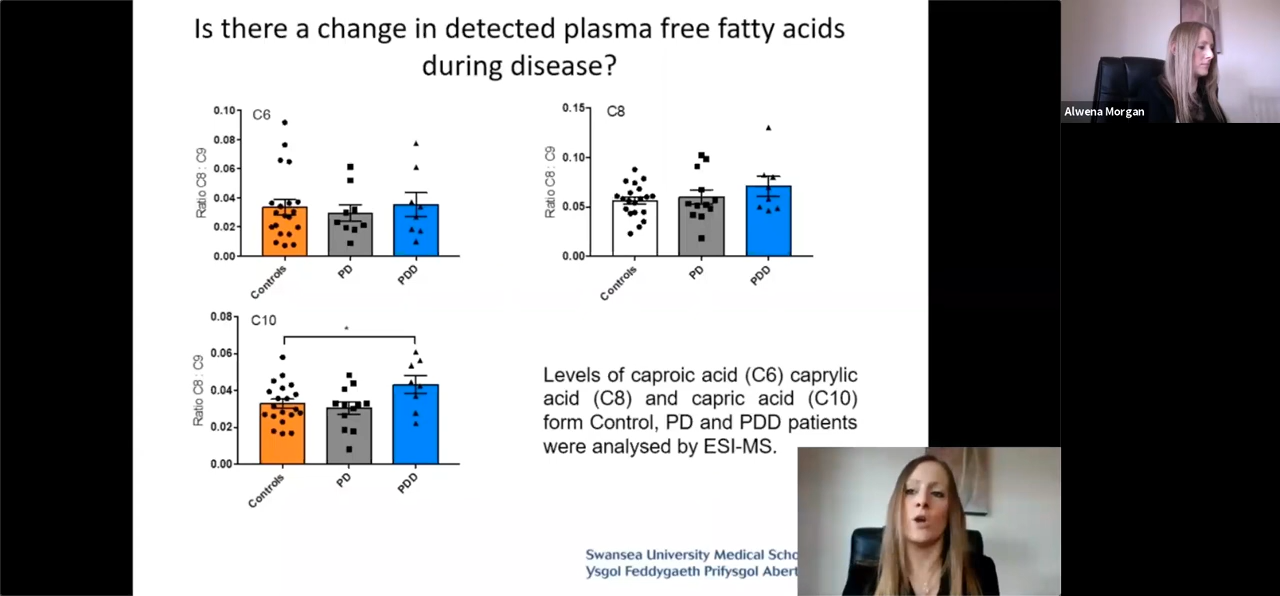 Is there a change in detected plasma free fatty acids
during disease?
Alwena Morgan
C6
Ratio C8 : C9
0.10
0.08
0.06
0.04
0.02
0.00
Controls
PD
PDD
C8
Ratio C8 : C9
0.15
0.10
0.05
0.00
Controls
PD
PDD
C10
*
Ratio C8 : C9
0.08
0.06
0.04
0.02
0.00
Controls
PD
PDD
Levels of caproic acid (C6) caprylic
acid (C8) and capric acid (C10)
form Control, PD and PDD patients
were analysed by ESI-MS.
Swansea University Medical Scho
Ysgol Feddygaeth Prifysgol Abert